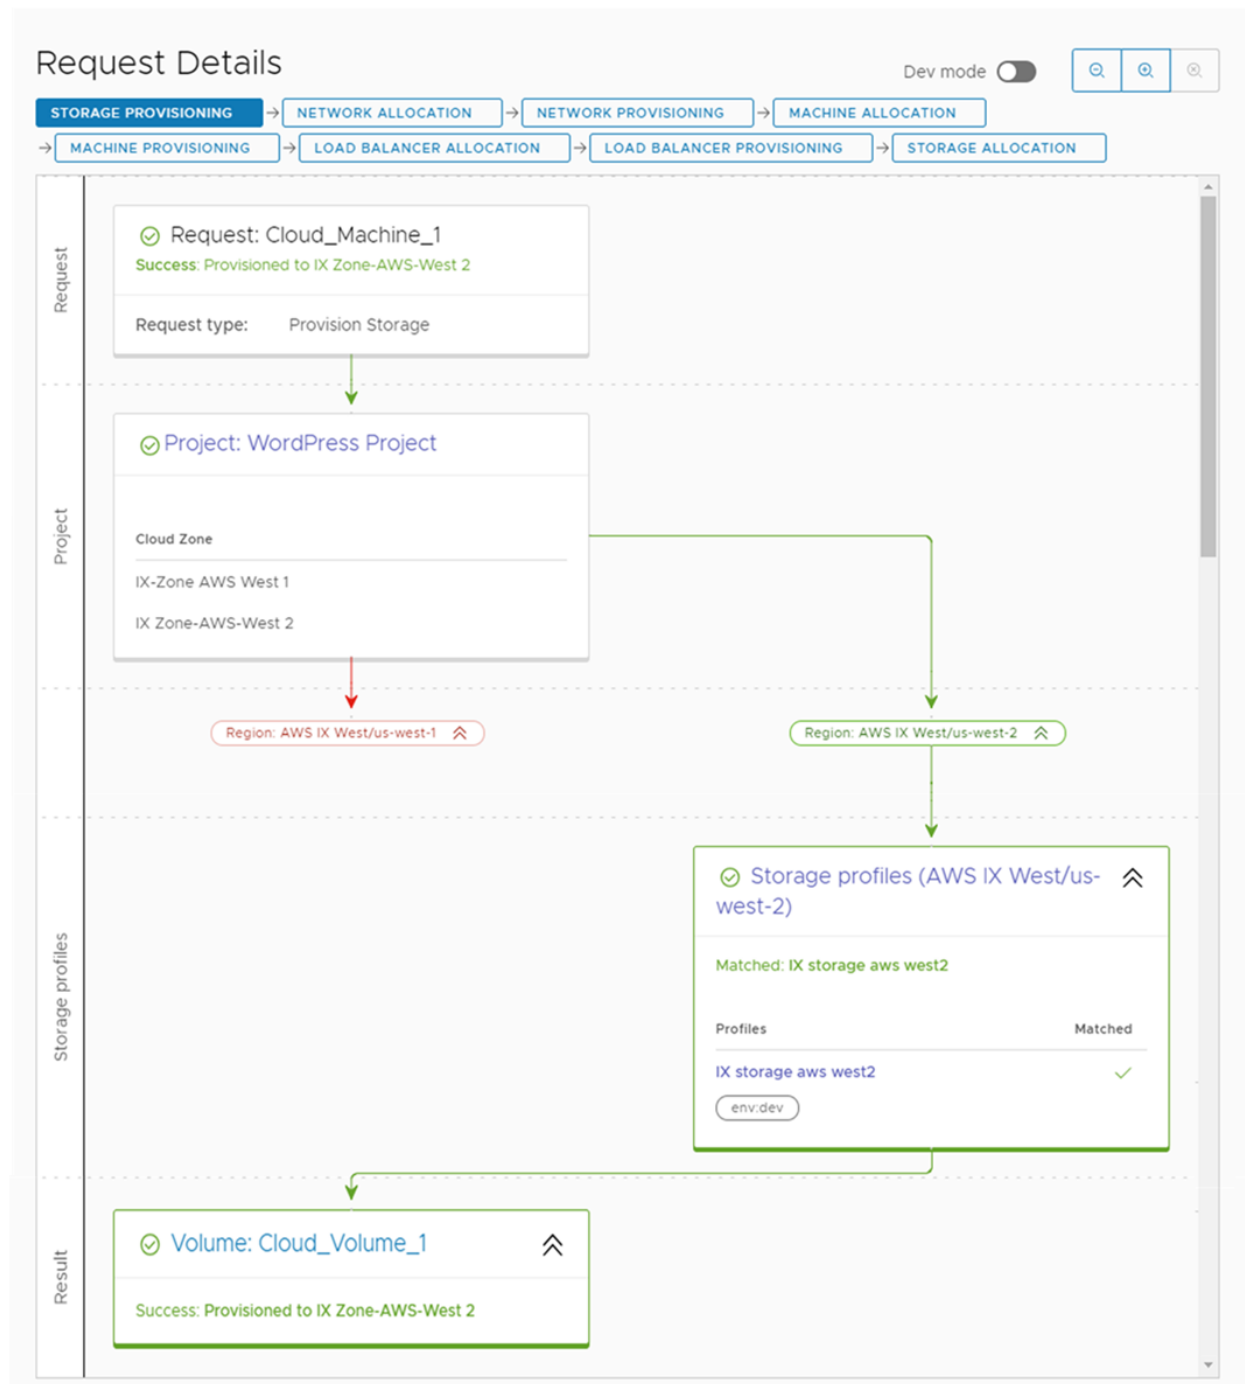 Request Details
Dev mode
STORAGE PROVISIONING
NETWORK ALLOCATION
NETWORK PROVISIONING
MACHINE ALLOCATION
MACHINE PROVISIONING
LOAD BALANCER ALLOCATION
LOAD BALANCER PROVISIONING
STORAGE ALLOCATION
Request
Request: Cloud_Machine_1
Success: Provisioned to IX Zone-AWS-West 2
Request type: Provision Storage
Project
Project: WordPress Project
Cloud Zone
IX-Zone AWS West 1
IX Zone-AWS-West 2
Region: AWS IX West/us-west-1
Region: AWS IX West/us-west-2
Storage profiles
Storage profiles (AWS IX West/us-
west-2)
Matched: IX storage aws west2
Profiles Matched
IX storage aws west2
env:dev
Result
Volume: Cloud_Volume_1
Success: Provisioned to IX Zone-AWS-West 2